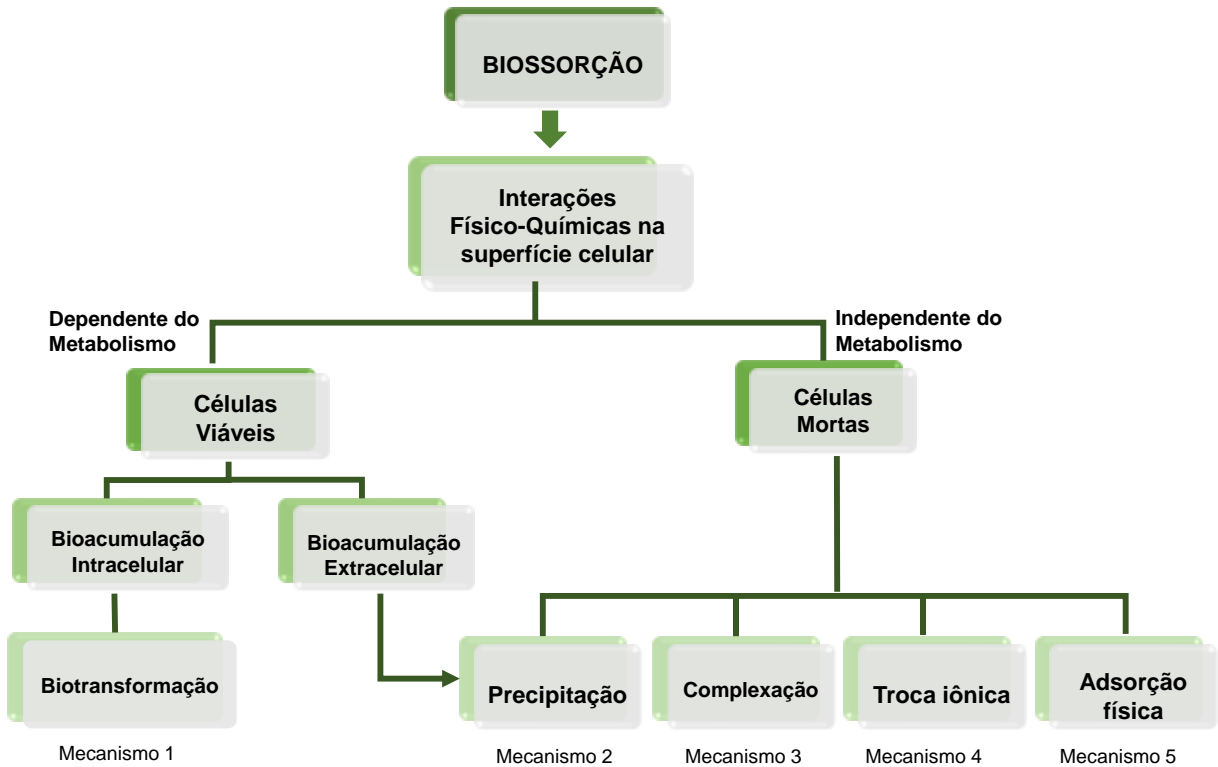 BIOSSORÇÃO
Interações
Físico-Químicas na
superfície celular
Dependente do
Metabolismo
Independente do
Metabolismo
Células
Viáveis
Células
Mortas
Bioacumulação
Intracelular
Bioacumulação
Extracelular
Biotransformação
Precipitação
Complexação
Troca iônica
Adsorção
física
Mecanismo 1
Mecanismo 2
Mecanismo 3
Mecanismo 4
Mecanismo 5